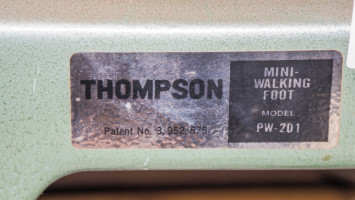 THOMPSON
Patent No. 3,952,675
MINI-
WALKING
FOOT
MODEL
PW-201